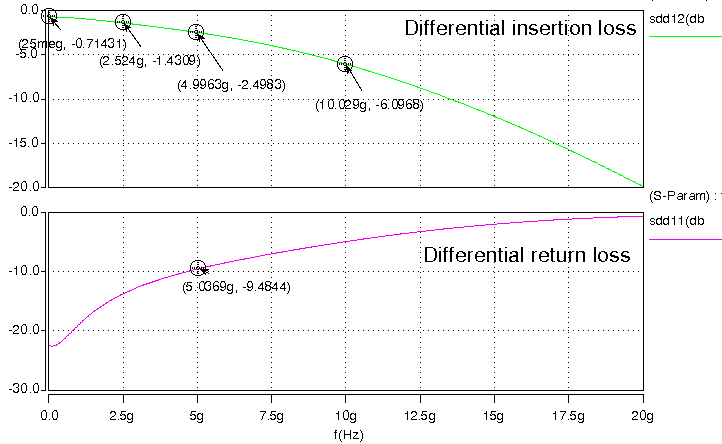 0.0
Differential insertion loss
sdd12(db
(25meg, -0.71431)
-5.0
(2.524g, -1.4309)
(4.9963g, -2.4983)
-10.0
(10.029g, -6.0968)
-15.0
-20.0
(S-Param) :
0.0
sdd11(db
Differential return loss
-10.0
(5.0369g, -9.4844)
-20.0
-30.0
0.0 2.5g 5g 7.5g 10g 12.5g 15g 17.5g 20g
f(Hz)